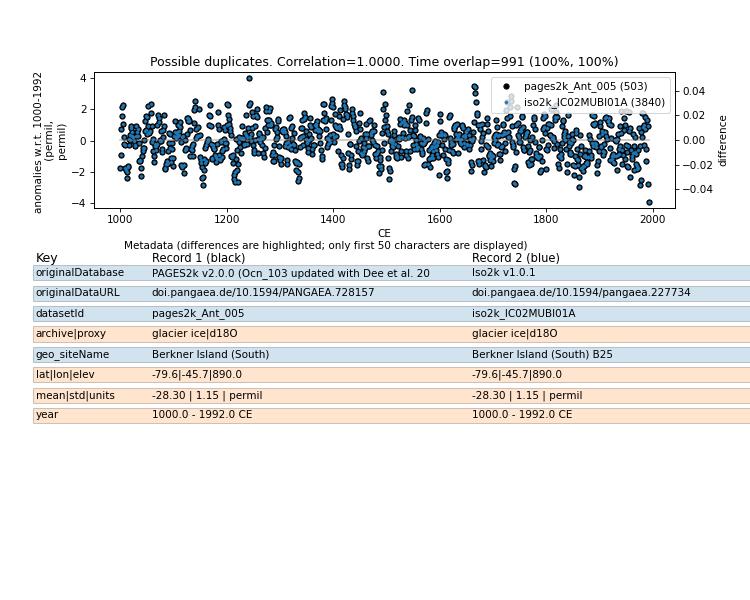 Possible duplicates. Correlation=1.0000. Time overlap=991 (100%, 100%)
anomalies w.r.t. 1000-1992
(permil,
permil)
4
2
0
−2
−4
pages2k_Ant_005 (503)
iso2k_IC02MUBI01A (3840)
0.04
0.02
0.00
−0.02
−0.04
difference
1000 1200 1400 1600 1800 2000
CE
Metadata (differences are highlighted; only first 50 characters are displayed)
Key Record 1 (black) Record 2 (blue)
originalDatabase PAGES2k v2.0.0 (Ocn_103 updated with Dee et al. 20 Iso2k v1.0.1
originalDataURL doi.pangaea.de/10.1594/PANGAEA.728157 doi.pangaea.de/10.1594/pangaea.227734
datasetId pages2k_Ant_005 iso2k_IC02MUBI01A
archive|proxy glacier ice|d18O glacier ice|d18O
geo_siteName Berkner Island (South) Berkner Island (South) B25
lat|lon|elev -79.6|-45.7|890.0 -79.6|-45.7|890.0
mean|std|units -28.30 | 1.15 | permil -28.30 | 1.15 | permil
year 1000.0 - 1992.0 CE 1000.0 - 1992.0 CE